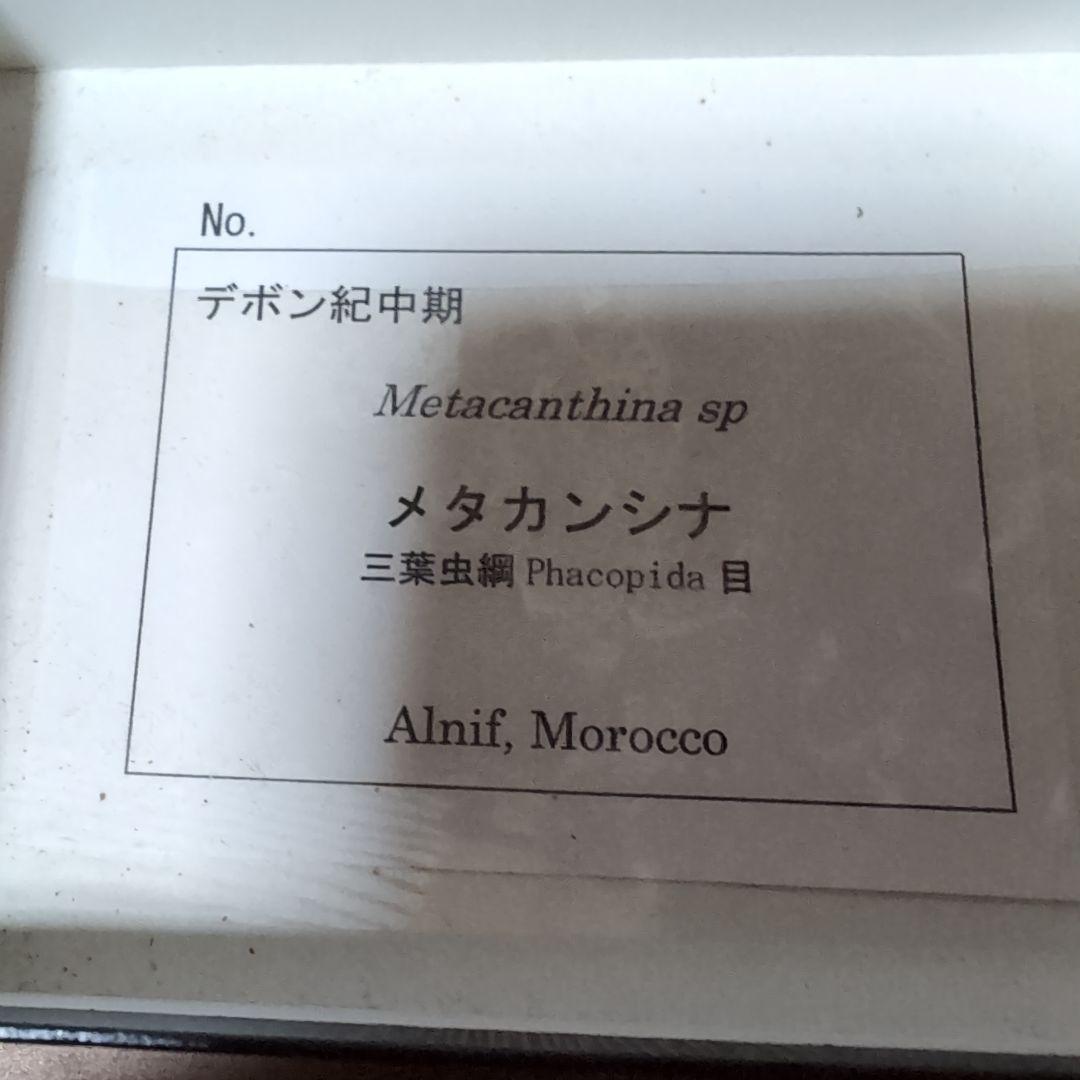 No.
デボン紀中期
Metacanthina sp
メタカンシナ
三葉虫綱 Phacopida 目
Alnif, Morocco